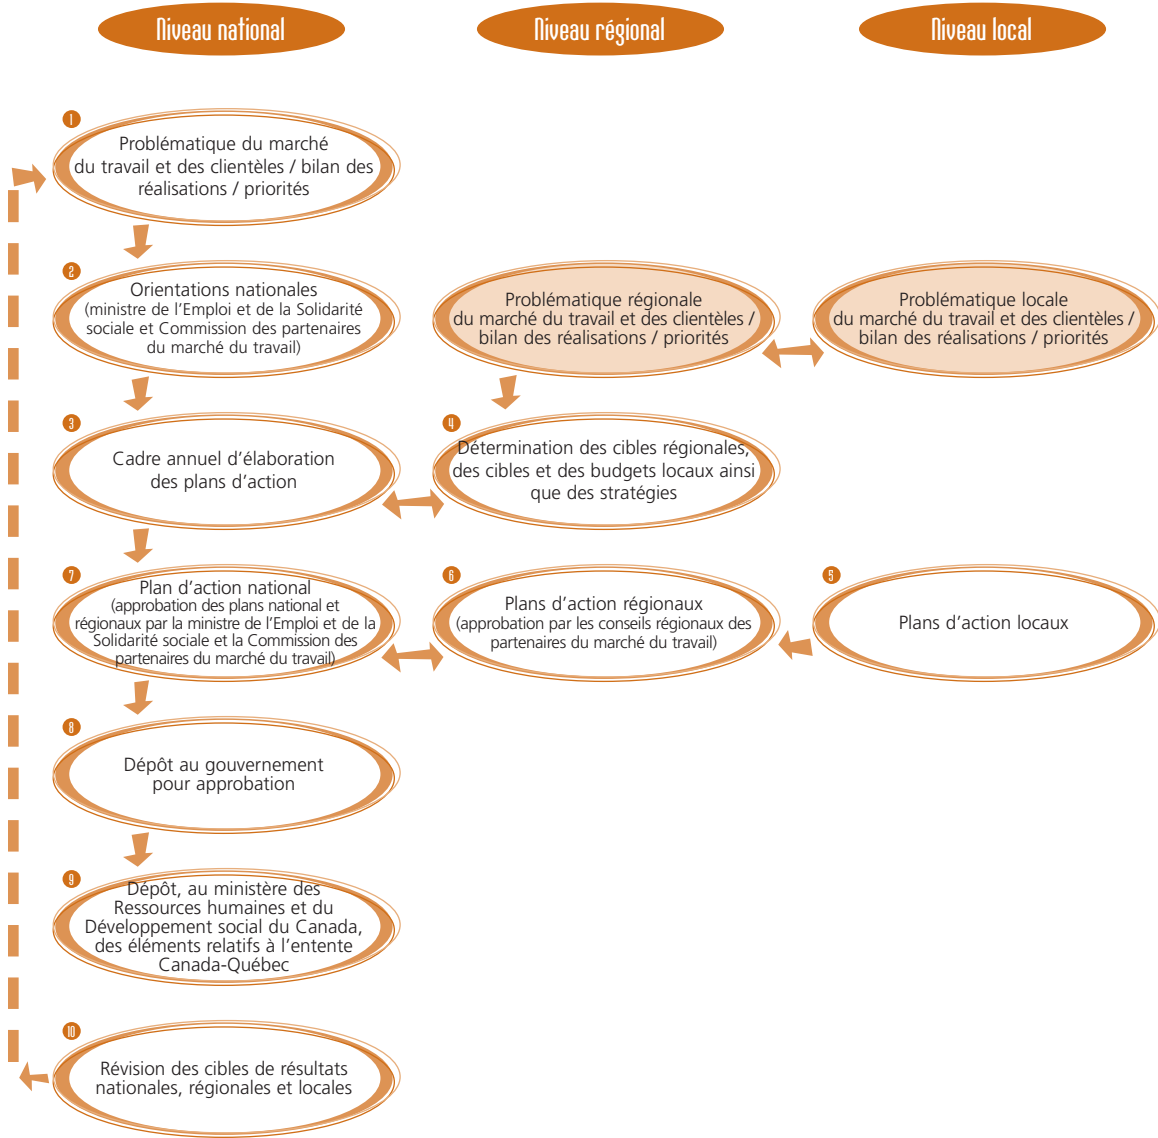 Niveau national
Niveau régional
Niveau local
1
Problématique du marché
du travail et des clientèles / bilan des
réalisations / priorités
2
Orientations nationales
(ministre de l'Emploi et de la Solidarité
sociale et Commission des partenaires
du marché du travail)
Problématique régionale
du marché du travail et des clientèles /
bilan des réalisations / priorités
Problématique locale
du marché du travail et des clientèles /
bilan des réalisations / priorités
3
Cadre annuel d'élaboration
des plans d'action
4
Détermination des cibles régionales,
des cibles et des budgets locaux ainsi
que des stratégies
7
Plan d'action national
(approbation des plans national et
régionaux par la ministre de l'Emploi et de la
Solidarité sociale et la Commission des
partenaires du marché du travail)
6
Plans d'action régionaux
(approbation par les conseils régionaux des
partenaires du marché du travail)
5
Plans d'action locaux
8
Dépôt au gouvernement
pour approbation
9
Dépôt, au ministère des
Ressources humaines et du
Développement social du Canada,
des éléments relatifs à l'entente
Canada-Québec
10
Révision des cibles de résultats
nationales, régionales et locales